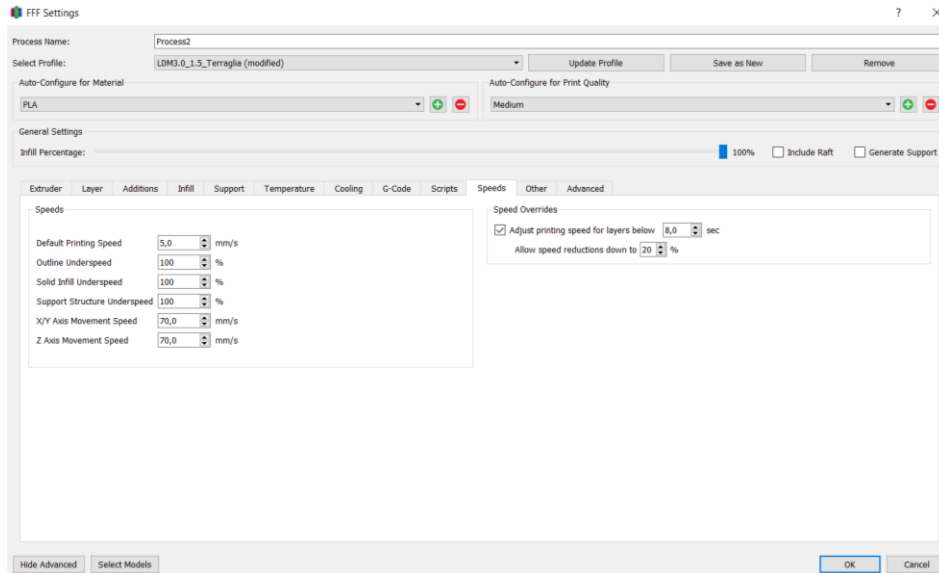 FFF Settings ?
Process Name: Process2
Select Profile: LDM3.0_1.5_Terraglia (modified) Update Profile Save as New Remove
Auto-Configure for Material Auto-Configure for Print Quality
PLA Medium
General Settings
Infill Percentage: 100% Include Raft Generate Support
Extruder Layer Additions Infill Support Temperature Cooling G-Code Scripts Speeds Other Advanced
Speeds Speed Overrides
Adjust printing speed for layers below 8,0 sec
Default Printing Speed 5,0 mm/s Allow speed reductions down to 20 %
Outline Underspeed 100 %
Solid Infill Underspeed 100 %
Support Structure Underspeed 100 %
X/Y Axis Movement Speed 70,0 mm/s
Z Axis Movement Speed 70,0 mm/s
Hide Advanced Select Models OK Cancel